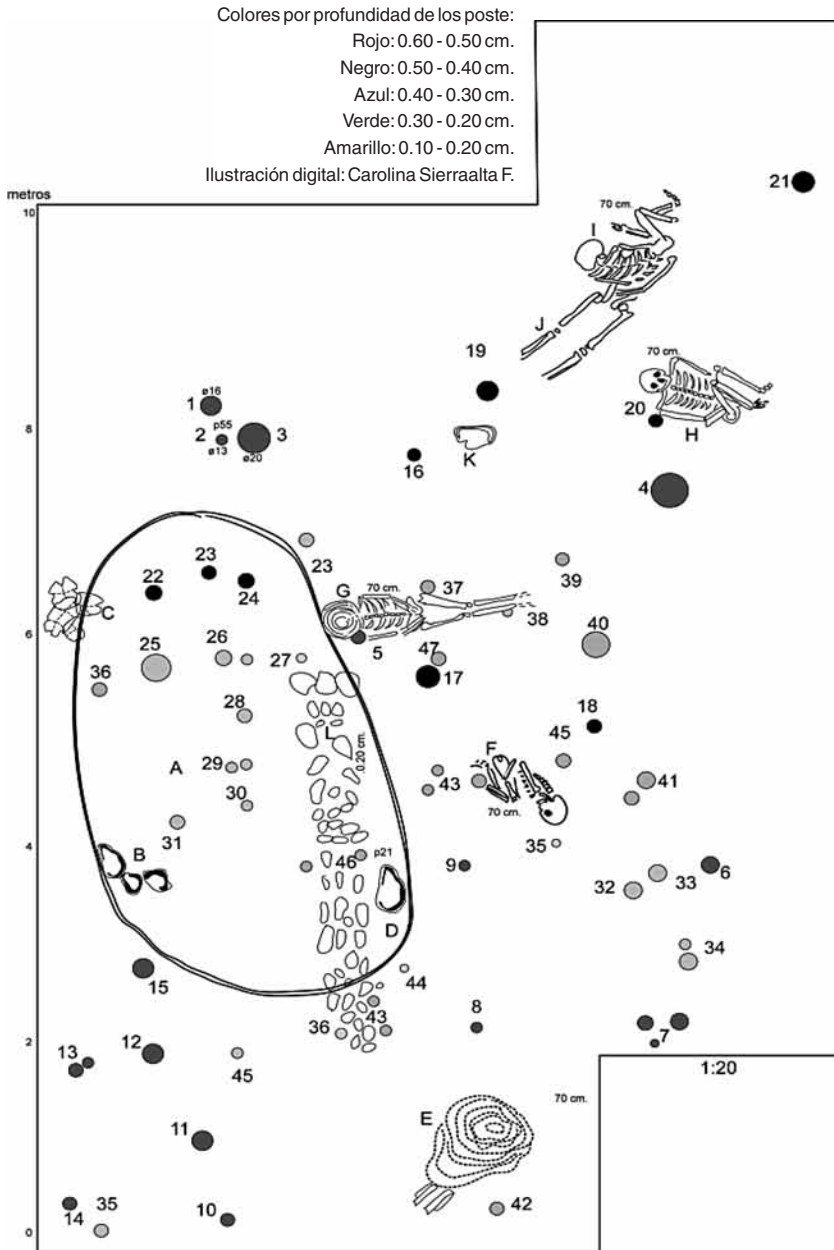 Colores por profundidad de los poste:
Rojo: 0.60 - 0.50 cm.
Negro: 0.50 - 0.40 cm.
Azul: 0.40 - 0.30 cm.
Verde: 0.30 - 0.20 cm.
Amarillo: 0.10 - 0.20 cm.
Ilustración digital: Carolina Sierraalta F.
metros
10
21
70 cm.
I
J
19
70 cm.
ø16
1
p55
2
3
ø13
ø20
8
20
H
16
K
4
23
22
24
23
G
70 cm.
37
39
C
38
6
5
40
25
26
27
47
36
17
28
18
L
45
0.20 cm.
A
29
43
F
41
30
70 cm.
31
4
35
B
46
p21
9
6
33
32
D
34
15
44
8
43
36
7
2
13
12
45
1:20
70 cm.
E
11
14
35
10
42
0